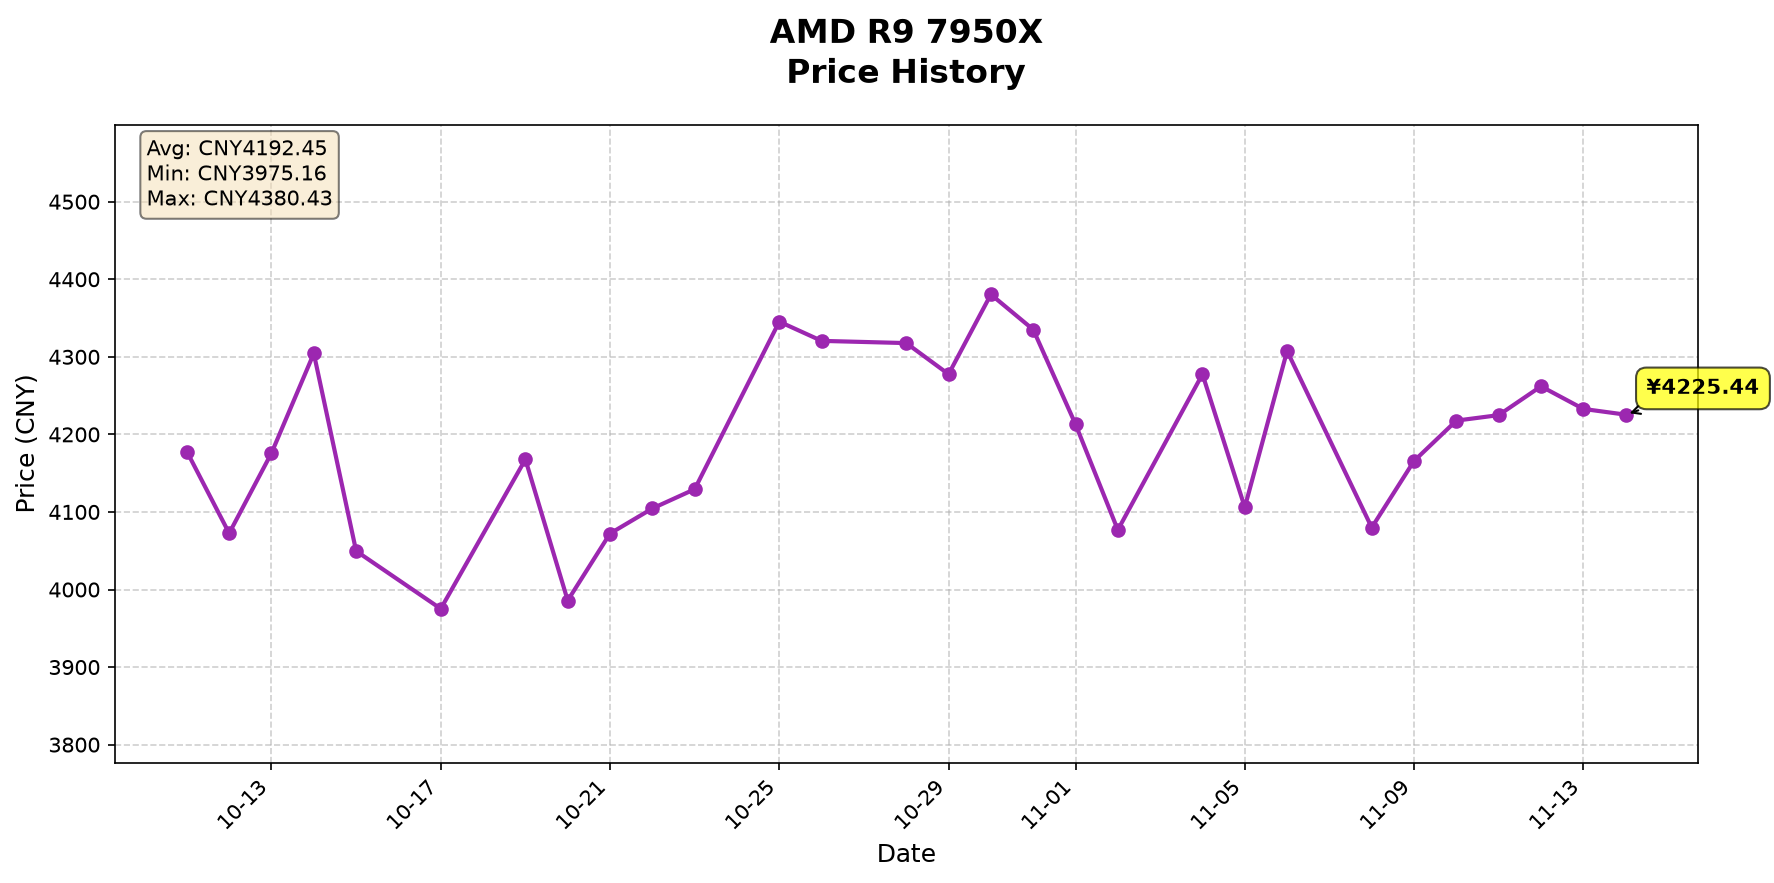 AMD R9 7950X
Price History
Avg: CNY4192.45
Min: CNY3975.16
Max: CNY4380.43
Price (CNY)
4500
4400
4300
4200
4100
4000
3900
3800
¥4225.44
10-13
10-17
10-21
10-25
10-29
11-01
11-05
11-09
11-13
Date